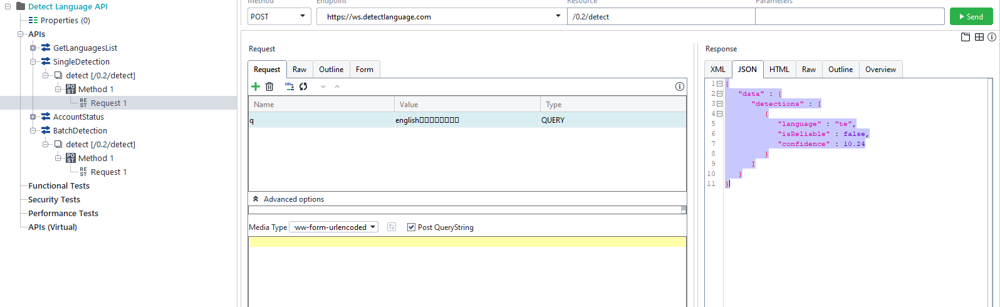 Detect Language API
Properties (0)
APIs
GetLanguagesList
SingleDetection
detect [/0.2/detect]
POST Method 1
REST Request 1
AccountStatus
BatchDetection
detect [/0.2/detect]
POST Method 1
REST Request 1
Functional Tests
Security Tests
Performance Tests
APIs (Virtual)
Method Endpoint Resource Parameters
POST https://ws.detectlanguage.com /0.2/detect Send
Request
Request Raw Outline Form
Name Value Type
q english▯▯▯▯▯▯▯▯ QUERY
Advanced options
Media Type ww-form-urlencoded Post QueryString
Response
XML JSON HTML Raw Outline Overview
1 {
2 "data" : {
3 "detections" : [
4 {
5 "language" : "te",
6 "isReliable" : false,
7 "confidence" : 10.24
8 }
9 ]
10 }
11 }